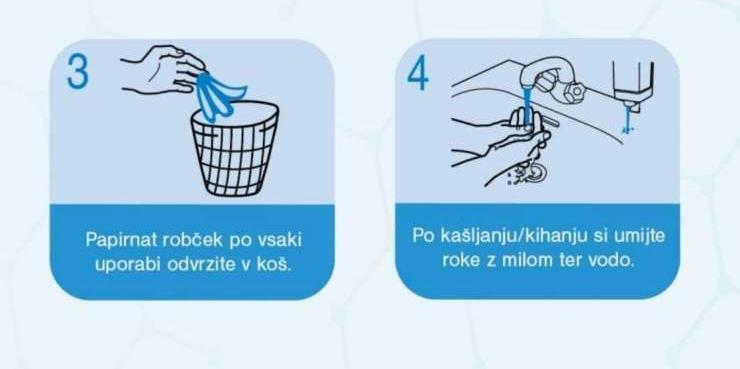 3
Papirnat robček po vsaki
uporabi odvrzite v koš.
4
Po kašljanju/kihanju si umijte
roke z milom ter vodo.